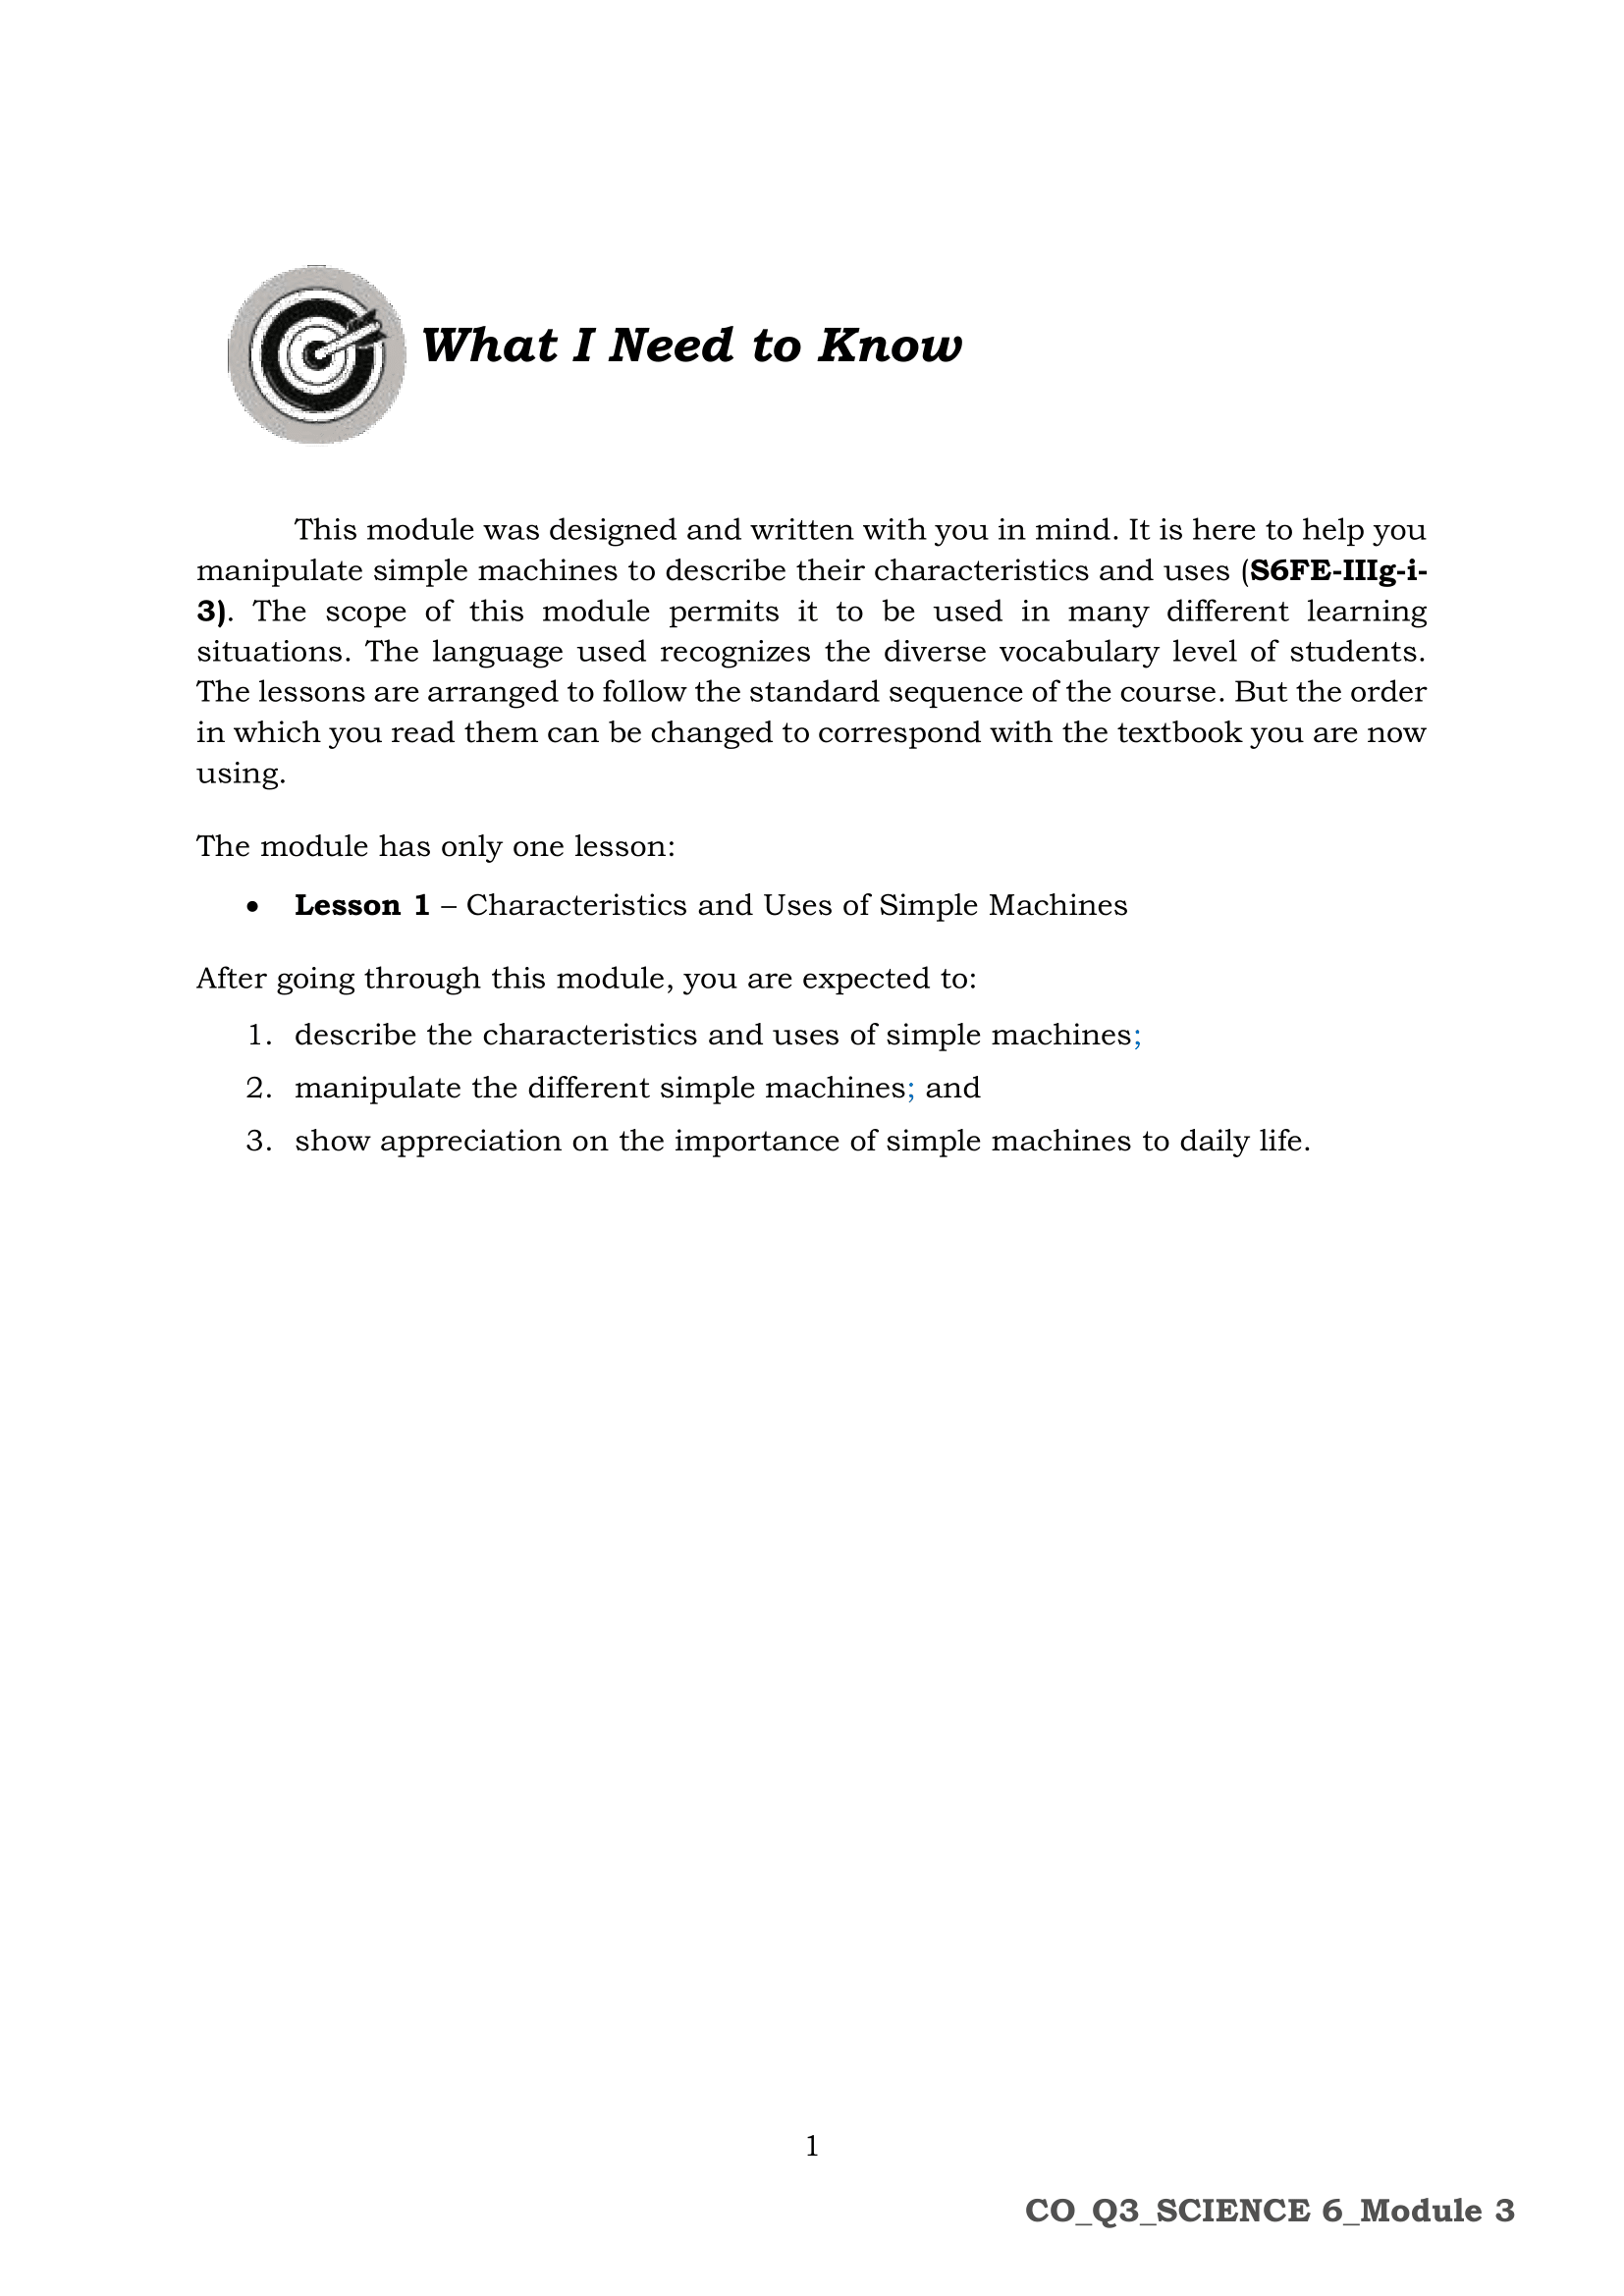 What I Need to Know
This module was designed and written with you in mind. It is here to help you
manipulate simple machines to describe their characteristics and uses (S6FE-IIIg-i-
3). The scope of this module permits it to be used in many different learning
situations. The language used recognizes the diverse vocabulary level of students.
The lessons are arranged to follow the standard sequence of the course. But the order
in which you read them can be changed to correspond with the textbook you are now
using.
The module has only one lesson:
• Lesson 1 – Characteristics and Uses of Simple Machines
After going through this module, you are expected to:
1. describe the characteristics and uses of simple machines;
2. manipulate the different simple machines; and
3. show appreciation on the importance of simple machines to daily life.
1
CO_Q3_SCIENCE 6_Module 3